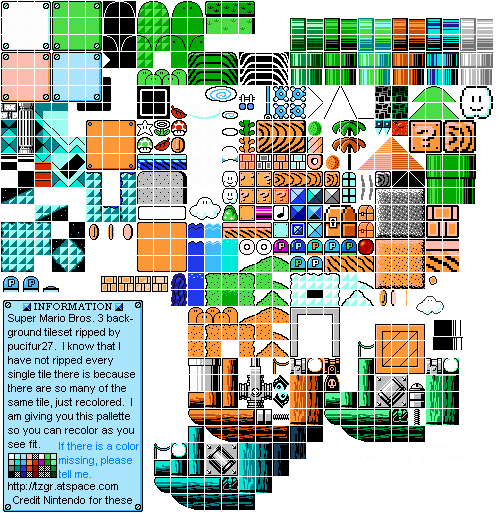 INFORMATION
Super Mario Bros. 3 back-
ground tileset ripped by
pucifur27. I know that I
have not ripped every
single tile there is because
there are so many of the
same tile, just recolored. I
am giving you this pallette
so you can recolor as you
see fit.
If there is a color
missing, please
tell me.
http://tzgr.atspace.com
Credit Nintendo for these